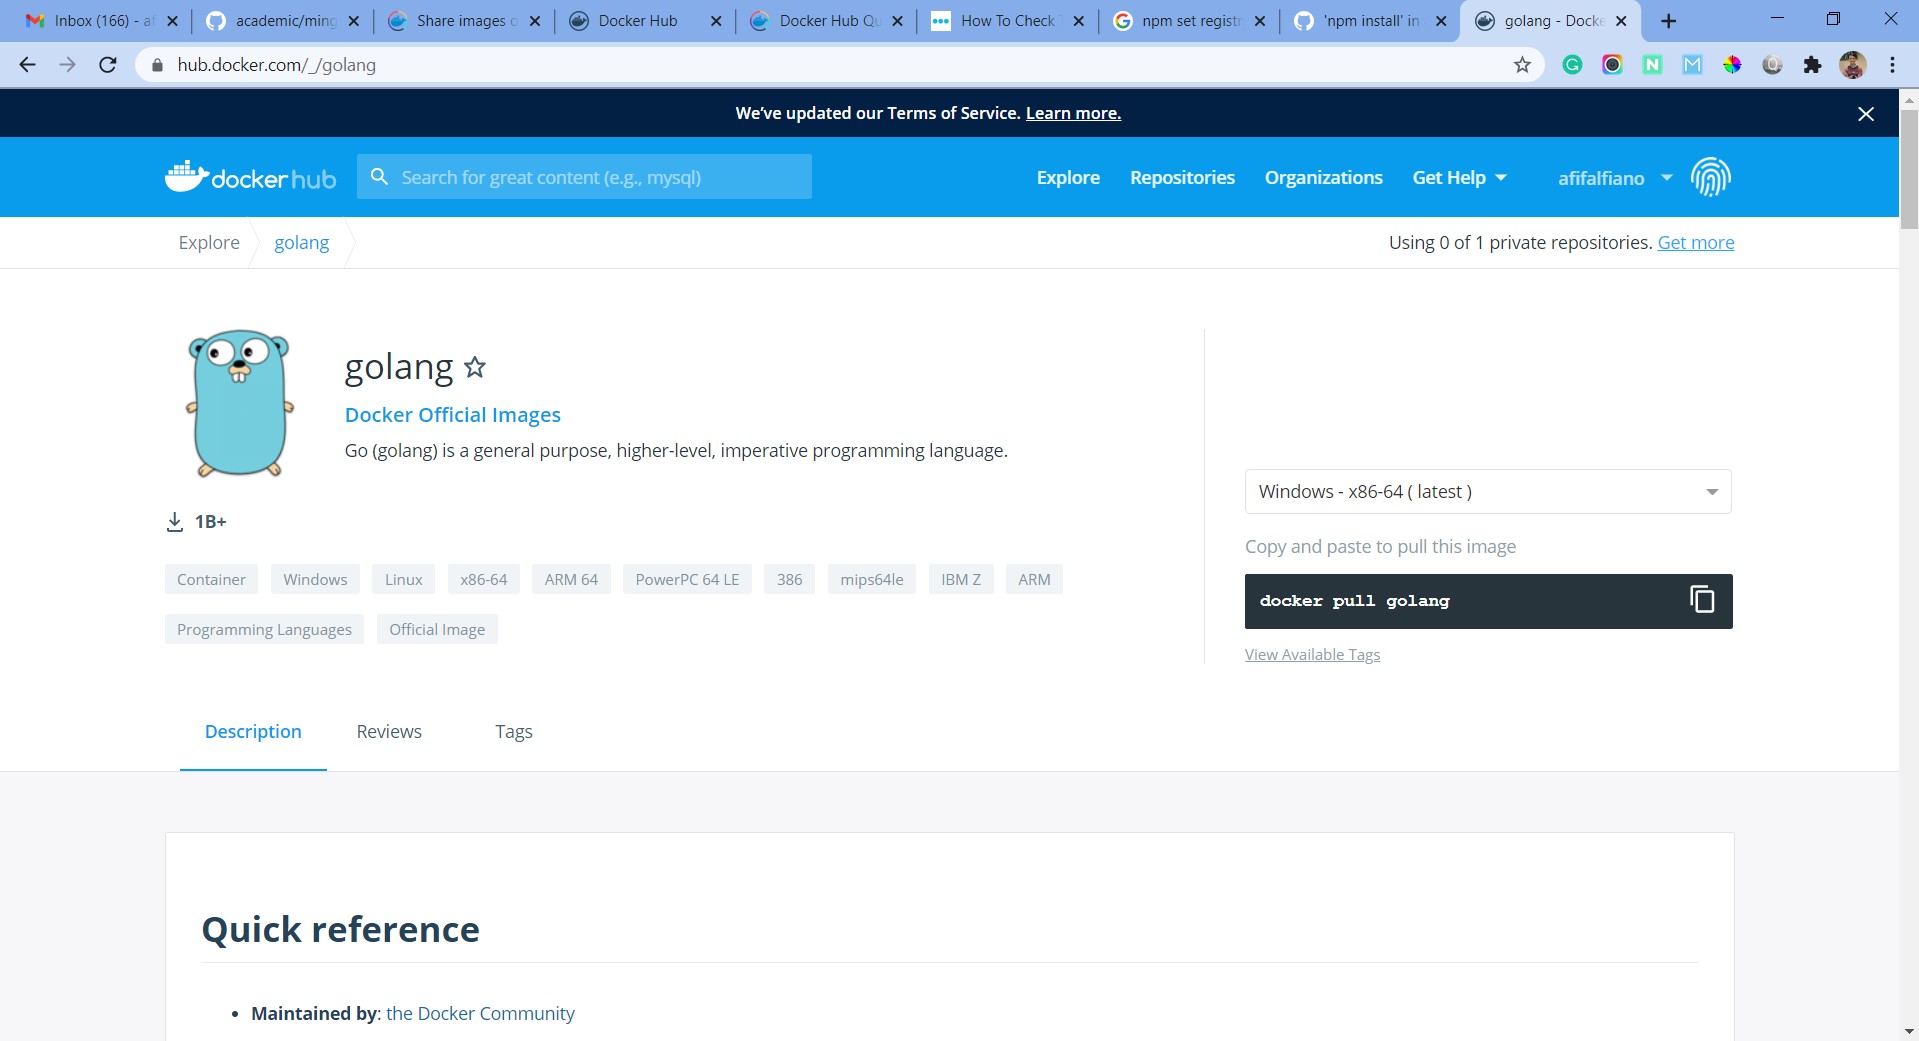 Inbox (166) - af
academic/ming
Share images o
Docker Hub
Docker Hub Qu
How To Check
npm set registr
'npm install' in
golang - Docke
hub.docker.com/_/golang
We've updated our Terms of Service. Learn more.
docker hub
Search for great content (e.g., mysql)
Explore
Repositories
Organizations
Get Help
afifalfiano
Explore
golang
Using 0 of 1 private repositories. Get more
golang
Docker Official Images
Go (golang) is a general purpose, higher-level, imperative programming language.
1B+
Windows - x86-64 ( latest )
Copy and paste to pull this image
docker pull golang
View Available Tags
Container
Windows
Linux
x86-64
ARM 64
PowerPC 64 LE
386
mips64le
IBM Z
ARM
Programming Languages
Official Image
Description
Reviews
Tags
Quick reference
• Maintained by: the Docker Community